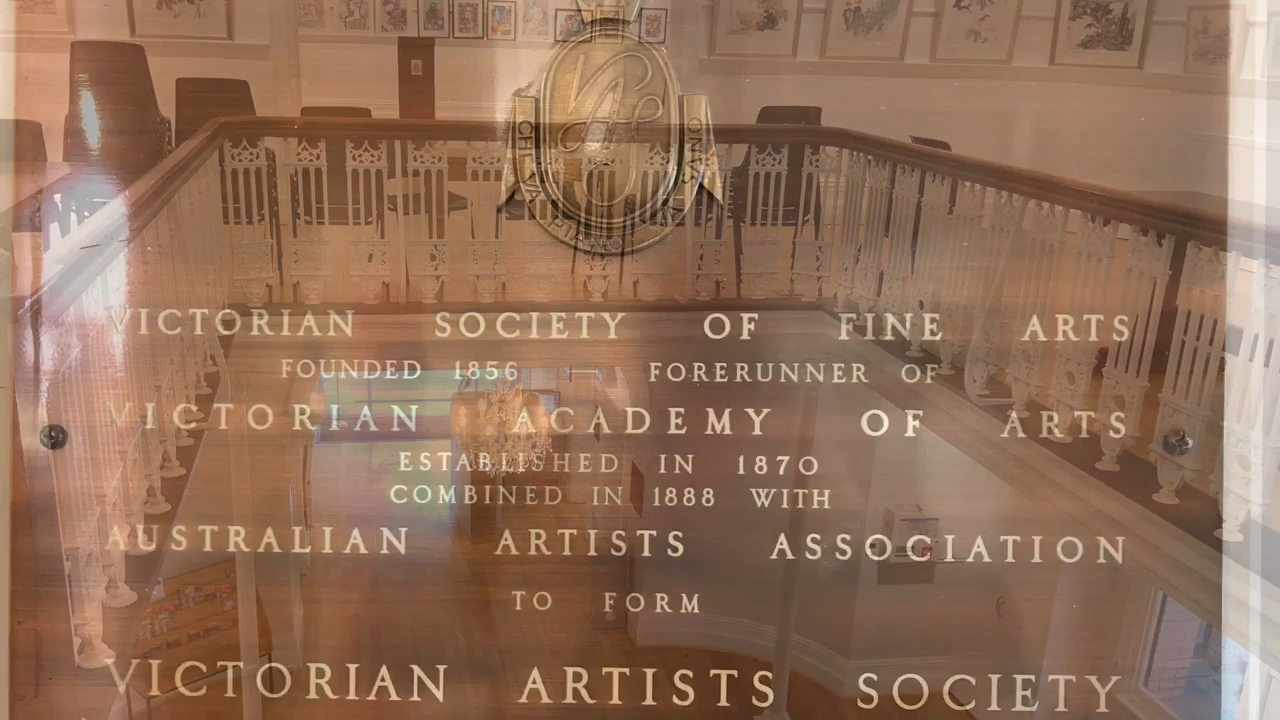 VICTORIAN SOCIETY OF FINE ARTS
FOUNDED 1856 — FORERUNNER OF
VICTORIAN ACADEMY OF ARTS
ESTABLISHED IN 1870
COMBINED IN 1888 WITH
AUSTRALIAN ARTISTS ASSOCIATION
TO FORM
VICTORIAN ARTISTS SOCIETY